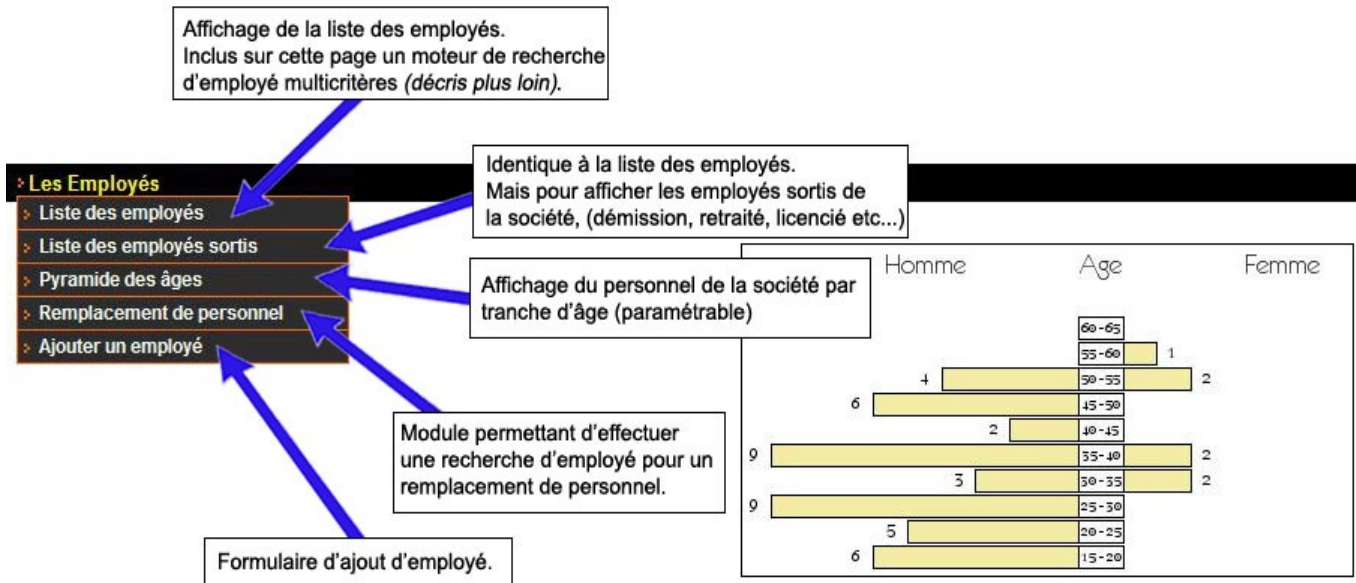 Affichage de la liste des employés.
Inclus sur cette page un moteur de recherche
d'employé multicritères (décris plus loin).
Les Employés
Liste des employés
Liste des employés sortis
Pyramide des âges
Remplacement de personnel
Ajouter un employé
Identique à la liste des employés.
Mais pour afficher les employés sortis de
la société, (démission, retraité, licencié etc...)
Affichage du personnel de la société par
tranche d'âge (paramétrable)
Module permettant d'effectuer
une recherche d'employé pour un
remplacement de personnel.
Formulaire d'ajout d'employé.
Homme Age Femme
60-65
55-60 1
4 50-55 2
6 45-50
2 40-45
9 35-40 2
3 30-35 2
9 25-30
5 20-25
6 15-20